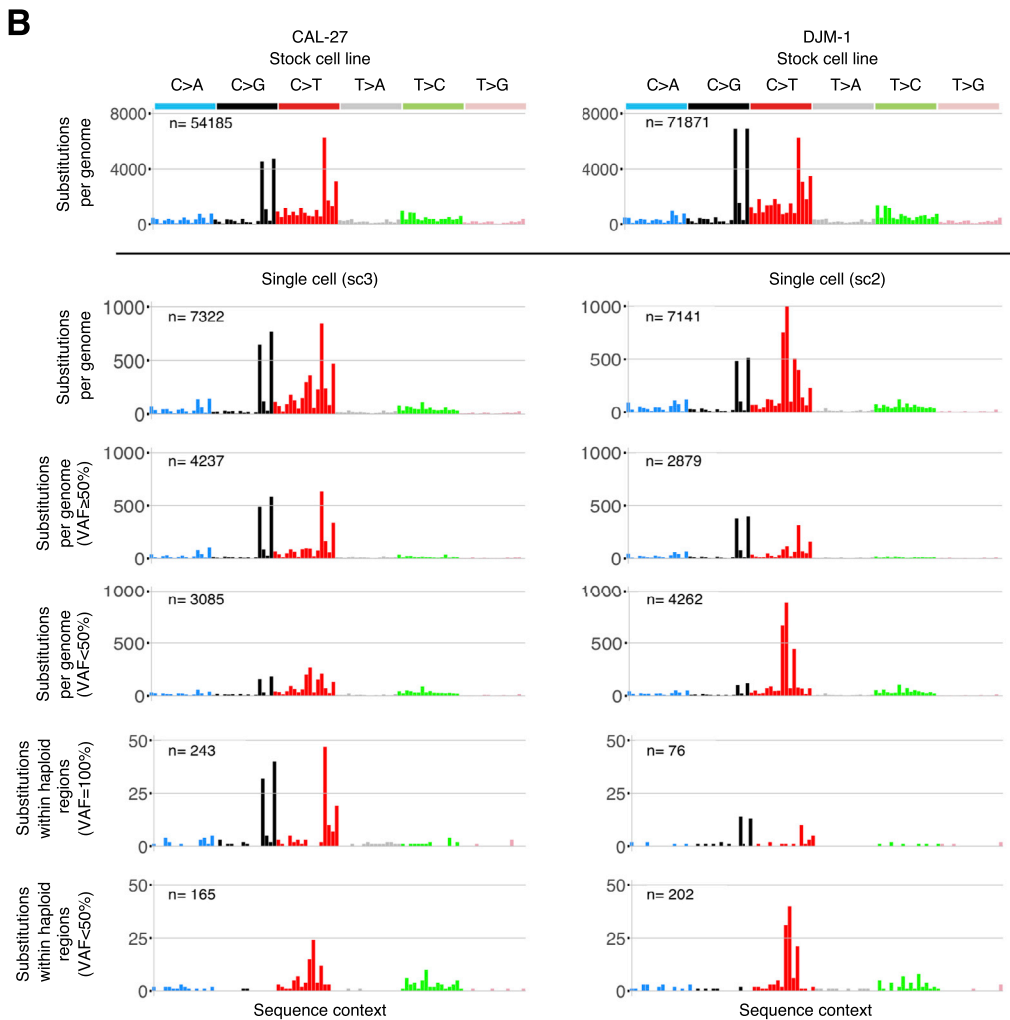 B
CAL-27
Stock cell line
C>A C>G C>T T>A T>C T>G
Substitutions
per genome
8000
4000
0
n= 54185
DJM-1
Stock cell line
C>A C>G C>T T>A T>C T>G
8000
4000
0
n= 71871
Single cell (sc3)
Substitutions
per genome
1000
500
0
n= 7322
Single cell (sc2)
1000
500
0
n= 7141
Substitutions
per genome
(VAF≥50%)
1000
500
0
n= 4237
1000
500
0
n= 2879
Substitutions
per genome
(VAF<50%)
1000
500
0
n= 3085
1000
500
0
n= 4262
Substitutions
within haploid
regions
(VAF=100%)
50
25
0
n= 243
50
25
0
n= 76
Substitutions
within haploid
regions
(VAF<50%)
50
25
0
n= 165
50
25
0
n= 202
Sequence context
Sequence context